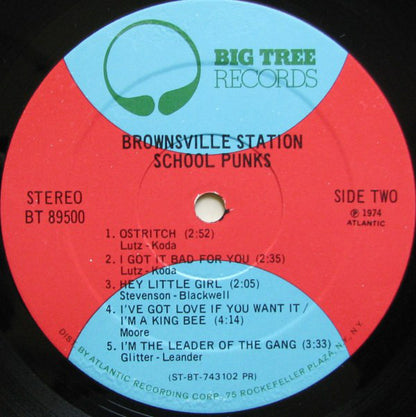 BIG TREE
RECORDS
BROWNSVILLE STATION
SCHOOL PUNKS
STEREO
BT 89500
SIDE TWO
℗ 1974
ATLANTIC
1. OSTRITCH (2:52)
Lutz - Koda
2. I GOT IT BAD FOR YOU (2:35)
Lutz - Koda
3. HEY LITTLE GIRL (2:05)
Stevenson - Blackwell
4. I'VE GOT LOVE IF YOU WANT IT /
I'M A KING BEE (4:14)
Moore
5. I'M THE LEADER OF THE GANG (3:33)
Glitter - Leander
(ST-BT-743102 PR)
DIST. BY ATLANTIC RECORDING CORP. 75 ROCKEFELLER PLAZA, N.Y. N.Y.